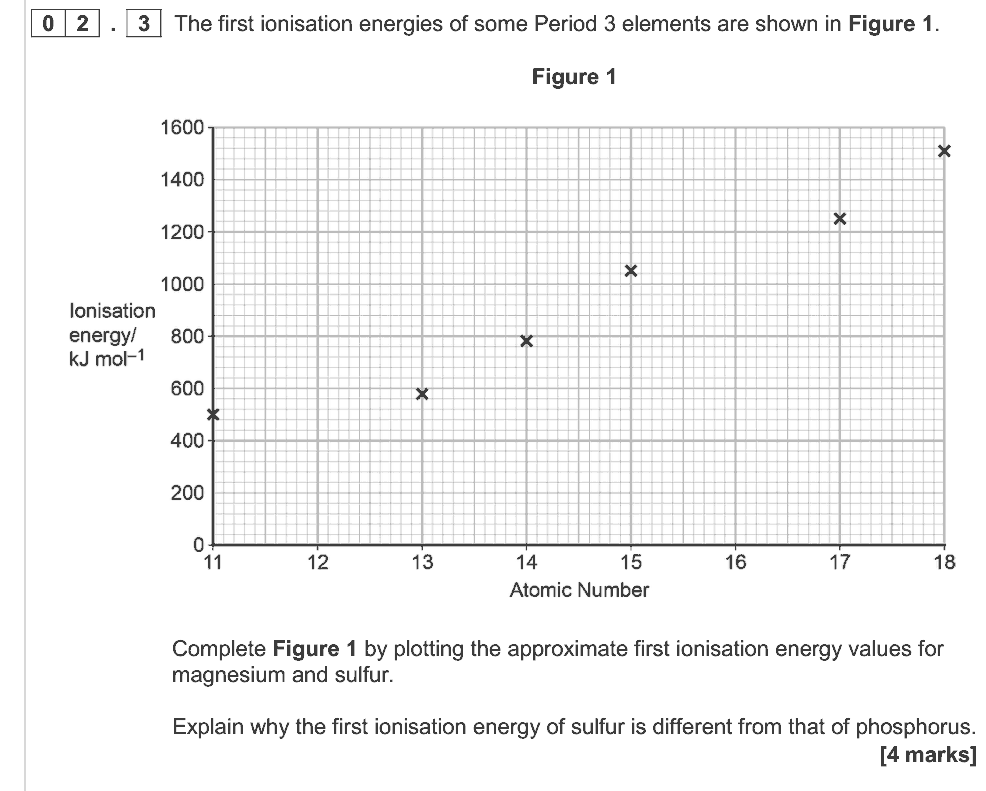 0 2 . 3 The first ionisation energies of some Period 3 elements are shown in Figure 1.
Figure 1
1600
1400
1200
1000
800
600
400
200
0
Ionisation
energy/
kJ mol⁻¹
11 12 13 14 15 16 17 18
Atomic Number
Complete Figure 1 by plotting the approximate first ionisation energy values for
magnesium and sulfur.
Explain why the first ionisation energy of sulfur is different from that of phosphorus.
[4 marks]